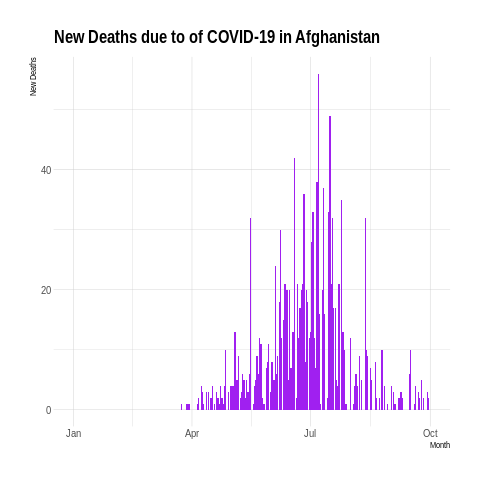 New Deaths due to of COVID-19 in Afghanistan
New Deaths
40
20
0
Jan Apr Jul Oct
Month